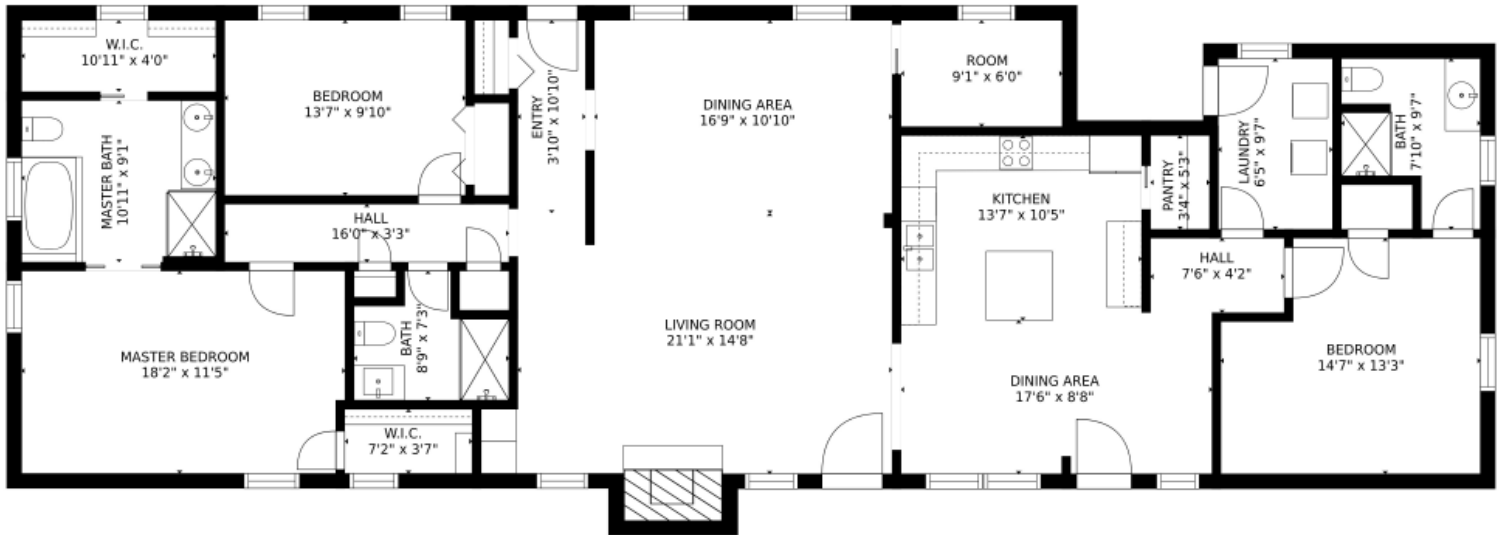 W.I.C.
10'11" x 4'0"
BEDROOM
13'7" x 9'10"
ENTRY
3'10" x 10'10"
DINING AREA
16'9" x 10'10"
ROOM
9'1" x 6'0"
MASTER BATH
10'11" x 9'1"
HALL
16'0" x 3'3"
KITCHEN
13'7" x 10'5"
PANTRY
3'4" x 5'3"
LAUNDRY
6'5" x 9'7"
BATH
7'10" x 9'7"
HALL
7'6" x 4'2"
MASTER BEDROOM
18'2" x 11'5"
BATH
8'9" x 7'3"
LIVING ROOM
21'1" x 14'8"
DINING AREA
17'6" x 8'8"
BEDROOM
14'7" x 13'3"
W.I.C.
7'2" x 3'7"